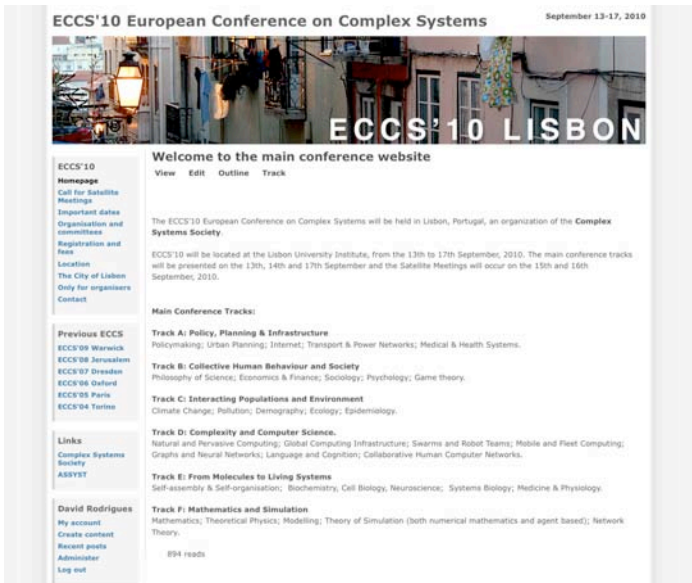 ECCS'10 European Conference on Complex Systems
September 13-17, 2010
ECCS'10 LISBON
ECCS'10
Homepage
Call for Satellite
Meetings
Important dates
Organisation and
committees
Registration and
fees
Location
The City of Lisbon
Only for organisers
Contact
Previous ECCS
ECCS'09 Warwick
ECCS'08 Jerusalem
ECCS'07 Dresden
ECCS'06 Oxford
ECCS'05 Paris
ECCS'04 Torino
Links
Complex Systems
Society
ASSYST
David Rodrigues
My account
Create content
Recent posts
Administer
Log out
Welcome to the main conference website
View Edit Outline Track
The ECCS'10 European Conference on Complex Systems will be held in Lisbon, Portugal, an organization of the Complex
Systems Society.
ECCS'10 will be located at the Lisbon University Institute, from the 13th to 17th September, 2010. The main conference tracks
will be presented on the 13th, 14th and 17th September and the Satellite Meetings will occur on the 15th and 16th
September, 2010.
Main Conference Tracks:
Track A: Policy, Planning & Infrastructure
Policymaking; Urban Planning; Internet; Transport & Power Networks; Medical & Health Systems.
Track B: Collective Human Behaviour and Society
Philosophy of Science; Economics & Finance; Sociology; Psychology; Game theory.
Track C: Interacting Populations and Environment
Climate Change; Pollution; Demography; Ecology; Epidemiology.
Track D: Complexity and Computer Science.
Natural and Pervasive Computing; Global Computing Infrastructure; Swarms and Robot Teams; Mobile and Fleet Computing;
Graphs and Neural Networks; Language and Cognition; Collaborative Human Computer Networks.
Track E: From Molecules to Living Systems
Self-assembly & Self-organisation; Biochemistry, Cell Biology, Neuroscience; Systems Biology; Medicine & Physiology.
Track F: Mathematics and Simulation
Mathematics; Theoretical Physics; Modelling; Theory of Simulation (both numerical mathematics and agent based); Network
Theory.
894 reads